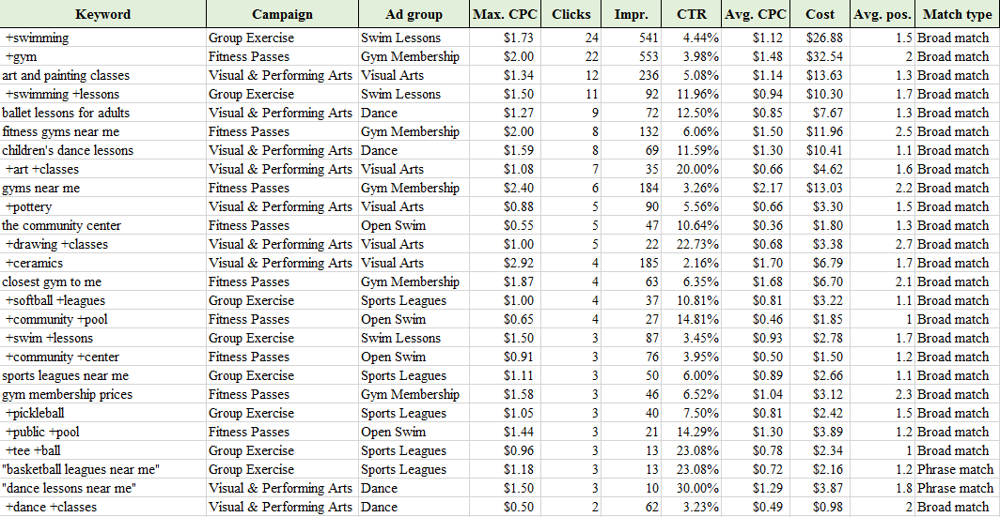 Keyword Campaign Ad group Max. CPC Clicks Impr. CTR Avg. CPC Cost Avg. pos. Match type
+swimming Group Exercise Swim Lessons $1.73 24 541 4.44% $1.12 $26.88 1.5 Broad match
+gym Fitness Passes Gym Membership $2.00 22 553 3.98% $1.48 $32.54 2 Broad match
art and painting classes Visual & Performing Arts Visual Arts $1.34 12 236 5.08% $1.14 $13.63 1.3 Broad match
+swimming +lessons Group Exercise Swim Lessons $1.50 11 92 11.96% $0.94 $10.30 1.7 Broad match
ballet lessons for adults Visual & Performing Arts Dance $1.27 9 72 12.50% $0.85 $7.67 1.3 Broad match
fitness gyms near me Fitness Passes Gym Membership $2.00 8 132 6.06% $1.50 $11.96 2.5 Broad match
children's dance lessons Visual & Performing Arts Dance $1.59 8 69 11.59% $1.30 $10.41 1.1 Broad match
+art +classes Visual & Performing Arts Visual Arts $1.08 7 35 20.00% $0.66 $4.62 1.6 Broad match
gyms near me Fitness Passes Gym Membership $2.40 6 184 3.26% $2.17 $13.03 2.2 Broad match
+pottery Visual & Performing Arts Visual Arts $0.88 5 90 5.56% $0.66 $3.30 1.5 Broad match
the community center Fitness Passes Open Swim $0.55 5 47 10.64% $0.36 $1.80 1.3 Broad match
+drawing +classes Visual & Performing Arts Visual Arts $1.00 5 22 22.73% $0.68 $3.38 2.7 Broad match
+ceramics Visual & Performing Arts Visual Arts $2.92 4 185 2.16% $1.70 $6.79 1.7 Broad match
closest gym to me Fitness Passes Gym Membership $1.87 4 63 6.35% $1.68 $6.70 2.1 Broad match
+softball +leagues Group Exercise Sports Leagues $1.00 4 37 10.81% $0.81 $3.22 1.1 Broad match
+community +pool Fitness Passes Open Swim $0.65 4 27 14.81% $0.46 $1.85 1 Broad match
+swim +lessons Group Exercise Swim Lessons $1.50 3 87 3.45% $0.93 $2.78 1.7 Broad match
+community +center Fitness Passes Open Swim $0.91 3 76 3.95% $0.50 $1.50 1.2 Broad match
sports leagues near me Group Exercise Sports Leagues $1.11 3 50 6.00% $0.89 $2.66 1.1 Broad match
gym membership prices Fitness Passes Gym Membership $1.58 3 46 6.52% $1.04 $3.12 2.3 Broad match
+pickleball Group Exercise Sports Leagues $1.05 3 40 7.50% $0.81 $2.42 1.5 Broad match
+public +pool Fitness Passes Open Swim $1.44 3 21 14.29% $1.30 $3.89 1.2 Broad match
+tee +ball Group Exercise Sports Leagues $0.96 3 13 23.08% $0.78 $2.34 1 Broad match
"basketball leagues near me" Group Exercise Sports Leagues $1.18 3 13 23.08% $0.72 $2.16 1.2 Phrase match
"dance lessons near me" Visual & Performing Arts Dance $1.50 3 10 30.00% $1.29 $3.87 1.8 Phrase match
+dance +classes Visual & Performing Arts Dance $0.50 2 62 3.23% $0.49 $0.98 2 Broad match